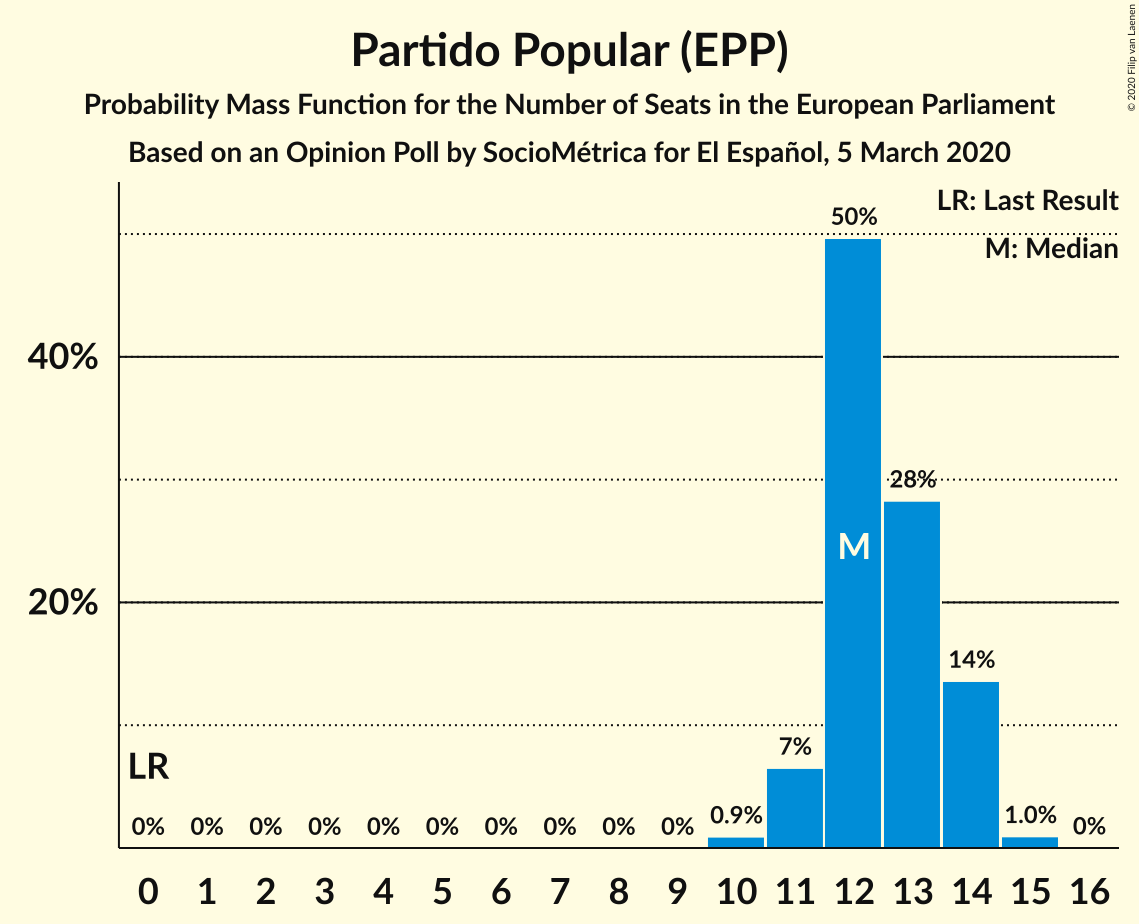 Partido Popular (EPP)
Probability Mass Function for the Number of Seats in the European Parliament
Based on an Opinion Poll by SocioMétrica for El Español, 5 March 2020
© 2020 Filip van Laenen
LR: Last Result
M: Median
40%
20%
50%
28%
M
14%
7%
LR
0% 0% 0% 0% 0% 0% 0% 0% 0% 0% 0.9% 1.0% 0%
0 1 2 3 4 5 6 7 8 9 10 11 12 13 14 15 16